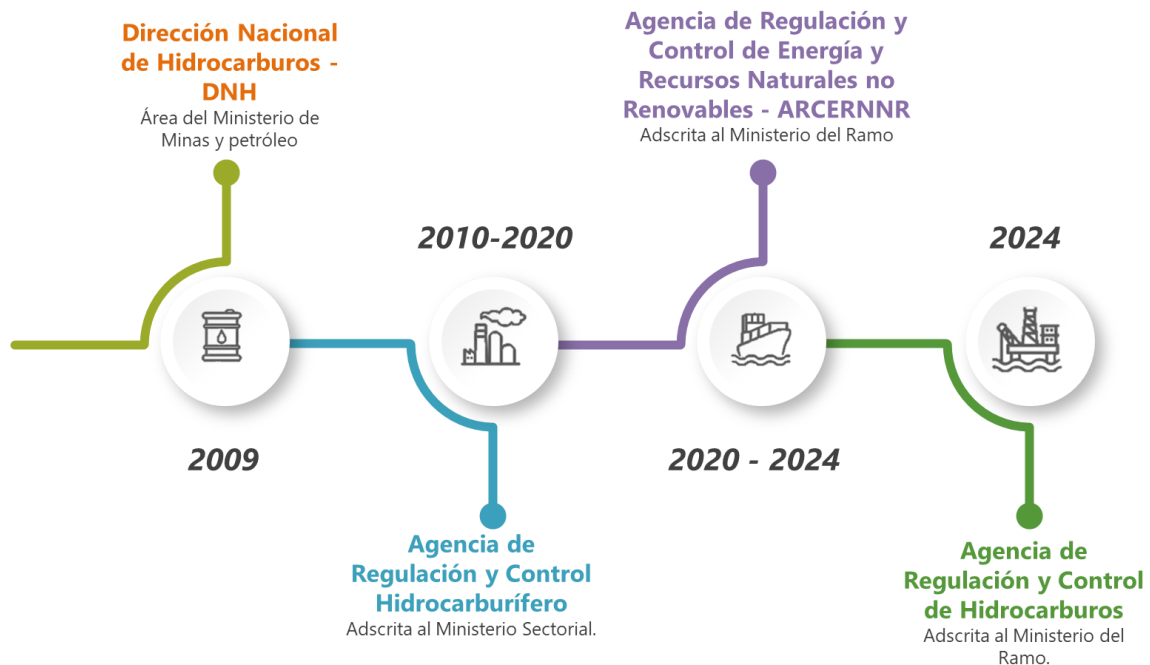 Dirección Nacional
de Hidrocarburos -
DNH
Área del Ministerio de
Minas y petróleo
2009
2010-2020
Agencia de
Regulación y Control
Hidrocarburífero
Adscrita al Ministerio Sectorial.
Agencia de Regulación y
Control de Energía y
Recursos Naturales no
Renovables - ARCERNNR
Adscrita al Ministerio del Ramo
2020 - 2024
2024
Agencia de
Regulación y Control
de Hidrocarburos
Adscrita al Ministerio del
Ramo.